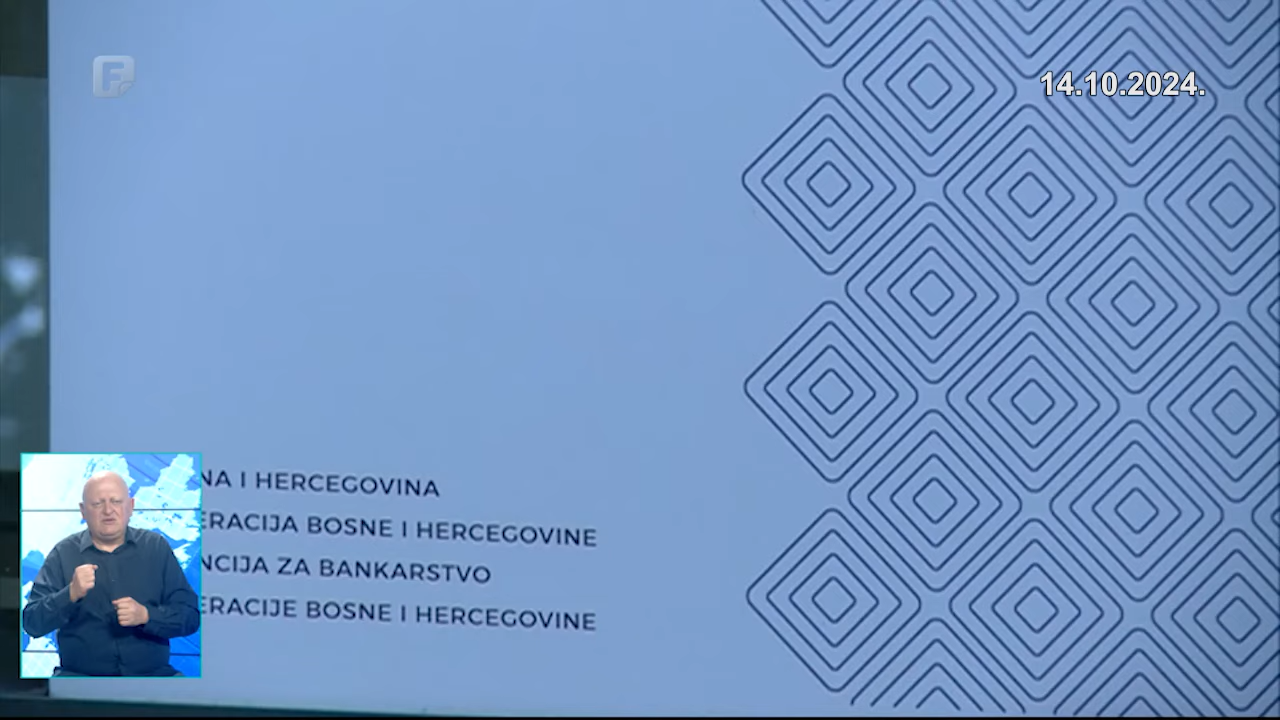 F
14.10.2024.
NA I HERCEGOVINA
ERACIJA BOSNE I HERCEGOVINE
NCIJA ZA BANKARSTVO
ERACIJE BOSNE I HERCEGOVINE